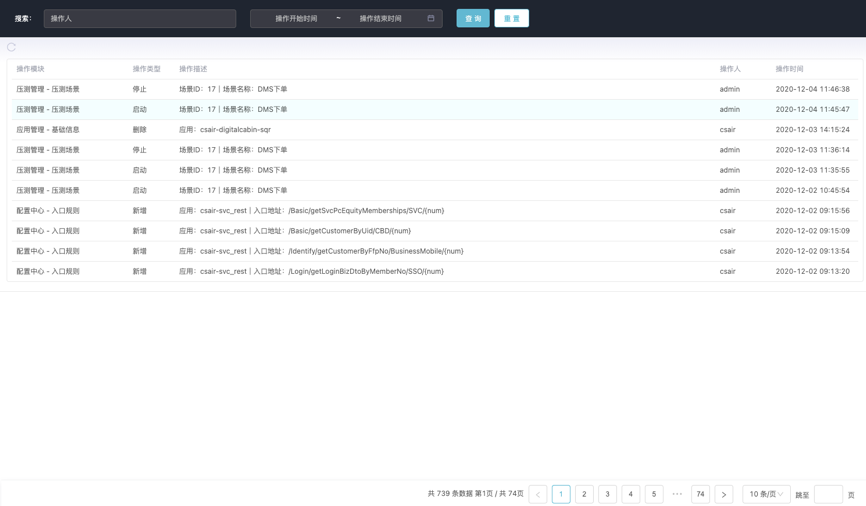 搜索： 操作人 操作开始时间 ~ 操作结束时间 查 询 重 置
操作模块 操作类型 操作描述 操作人 操作时间
压测管理 - 压测场景 停止 场景ID：17｜场景名称：DMS下单 admin 2020-12-04 11:46:38
压测管理 - 压测场景 启动 场景ID：17｜场景名称：DMS下单 admin 2020-12-04 11:45:47
应用管理 - 基础信息 删除 应用：csair-digitalcabin-sqr csair 2020-12-03 14:15:24
压测管理 - 压测场景 停止 场景ID：17｜场景名称：DMS下单 admin 2020-12-03 11:36:14
压测管理 - 压测场景 启动 场景ID：17｜场景名称：DMS下单 admin 2020-12-03 11:35:55
压测管理 - 压测场景 启动 场景ID：17｜场景名称：DMS下单 admin 2020-12-02 10:45:54
配置中心 - 入口规则 新增 应用：csair-svc_rest｜入口地址：/Basic/getSvcPcEquityMemberships/SVC/{num} csair 2020-12-02 09:15:56
配置中心 - 入口规则 新增 应用：csair-svc_rest｜入口地址：/Basic/getCustomerByUid/CBD/{num} csair 2020-12-02 09:15:09
配置中心 - 入口规则 新增 应用：csair-svc_rest｜入口地址：/Identify/getCustomerByFfpNo/BusinessMobile/{num} csair 2020-12-02 09:13:54
配置中心 - 入口规则 新增 应用：csair-svc_rest｜入口地址：/Login/getLoginBizDtoByMemberNo/SSO/{num} csair 2020-12-02 09:13:20
共 739 条数据 第1页 / 共 74页 < 1 2 3 4 5 ··· 74 > 10 条/页 跳至 页